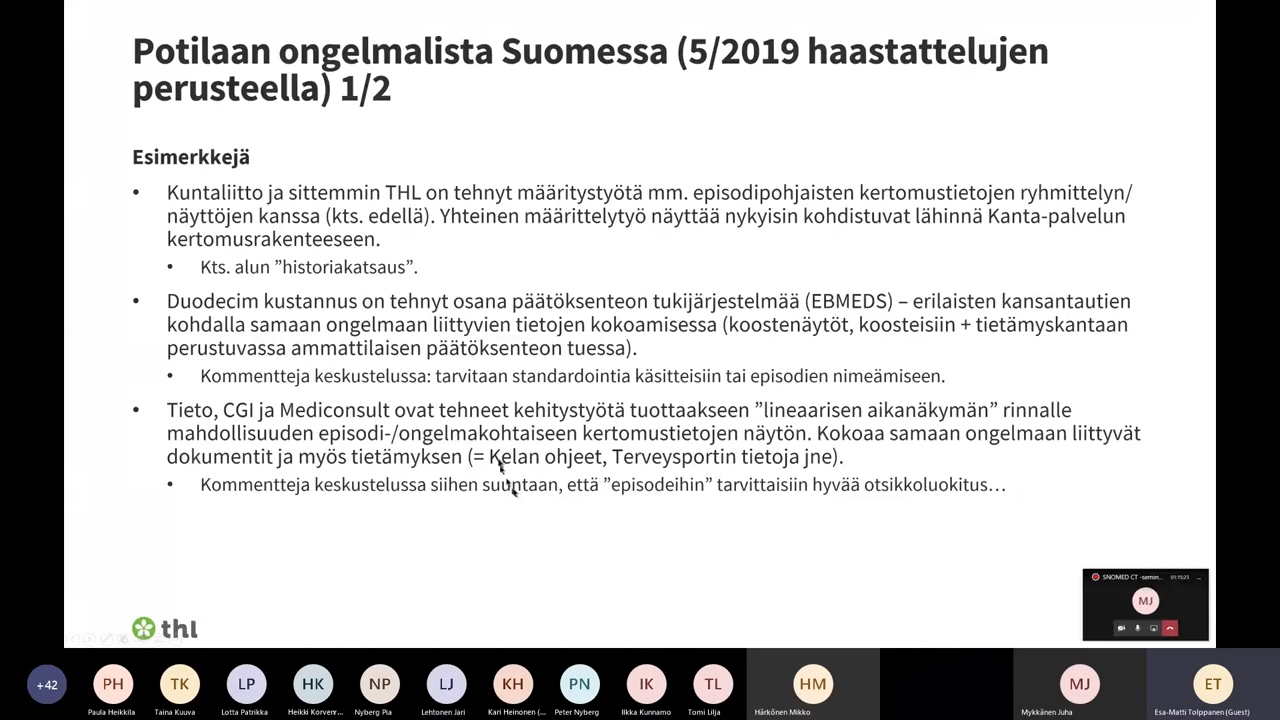 Potilaan ongelmalista Suomessa (5/2019 haastattelujen
perusteella) 1/2
Esimerkkejä
• Kuntaliitto ja sittemmin THL on tehnyt määritystyötä mm. episodipohjaisten kertomustietojen ryhmittelyn/
näyttöjen kanssa (kts. edellä). Yhteinen määrittelytyö näyttää nykyisin kohdistuvat lähinnä Kanta-palvelun
kertomusrakenteeseen.
• Kts. alun ”historiakatsaus”.
• Duodecim kustannus on tehnyt osana päätöksenteon tukijärjestelmää (EBMEDS) – erilaisten kansantautien
kohdalla samaan ongelmaan liittyvien tietojen kokoamisessa (koostenäytöt, koosteisiin + tietämyskantaan
perustuvassa ammattilaisen päätöksenteon tuessa).
• Kommentteja keskustelussa: tarvitaan standardointia käsitteisiin tai episodien nimeämiseen.
• Tieto, CGI ja Mediconsult ovat tehneet kehitystyötä tuottaakseen ”lineaarisen aikanäkymän” rinnalle
mahdollisuuden episodi-/ongelmakohtaiseen kertomustietojen näytön. Kokoaa samaan ongelmaan liittyvät
dokumentit ja myös tietämyksen (= Kelan ohjeet, Terveysportin tietoja jne).
• Kommentteja keskustelussa siihen suuntaan, että ”episodeihin” tarvittaisiin hyvää otsikkoluokitus…
SNOMED CT -semin... 01:15:23 ...
MJ
thl
+42 PH TK LP HK NP LJ KH PN IK TL HM MJ ET
Paula Heikkila Taina Kuuva Lotta Patrikka Heikki Korvenr... Nyberg Pia Lehtonen Jari Kari Heinonen (... Peter Nyberg Ilkka Kunnamo Tomi Lilja Härkönen Mikko Mykkänen Juha Esa-Matti Tolppanen (Guest)